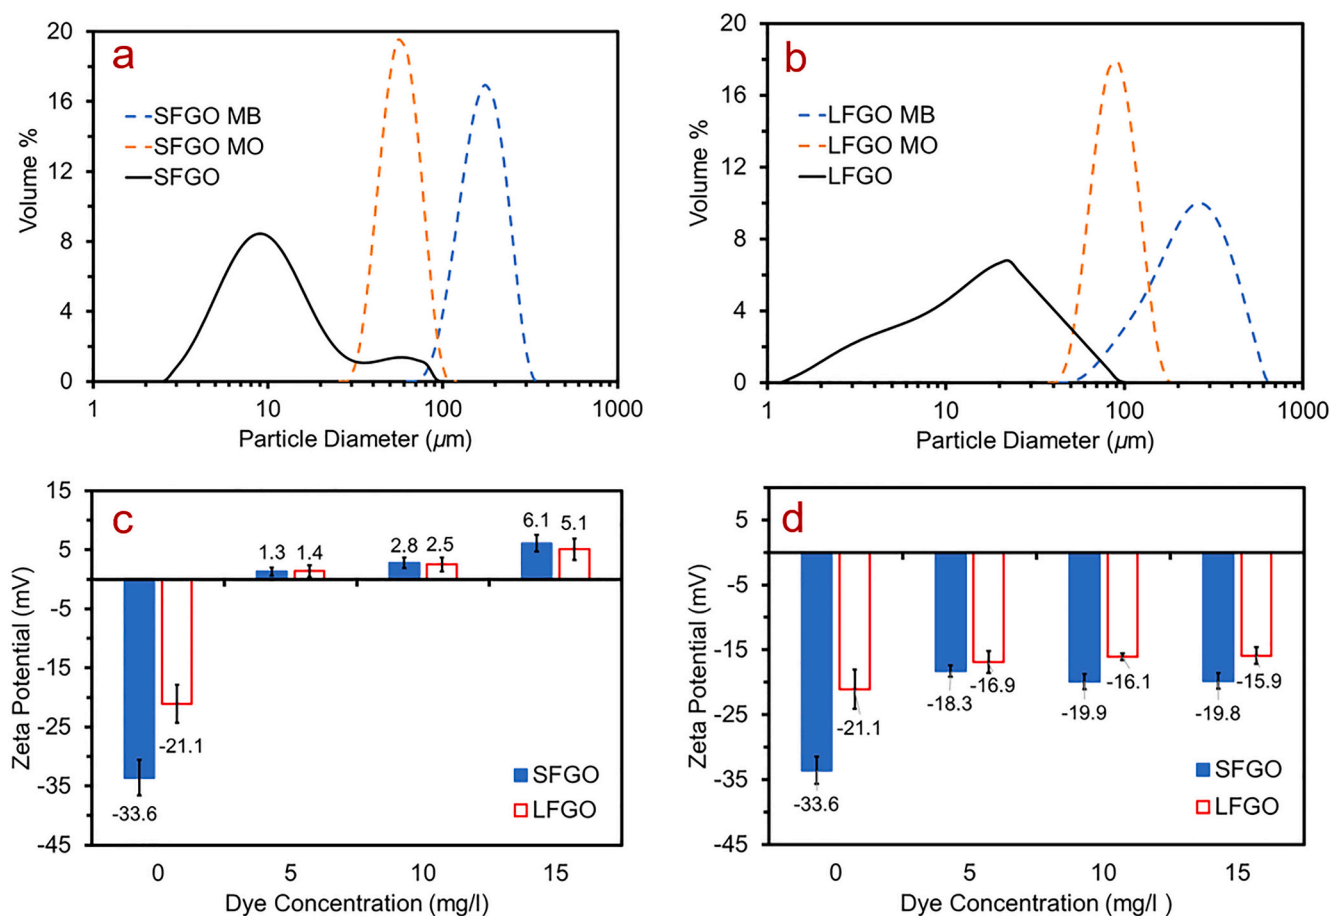 a
20
16
12
8
4
0
Volume %
SFGO MB
SFGO MO
SFGO
1 10 100 1000
Particle Diameter (µm)
b
20
16
12
8
4
0
Volume %
LFGO MB
LFGO MO
LFGO
1 10 100 1000
Particle Diameter (µm)
c
15
5
-5
-15
-25
-35
-45
Zeta Potential (mV)
1.3 1.4 2.8 2.5 6.1 5.1
-21.1
-33.6
SFGO
LFGO
0 5 10 15
Dye Concentration (mg/l)
d
5
-5
-15
-25
-35
-45
Zeta Potential (mV)
-33.6 -21.1 -18.3 -16.9 -19.9 -16.1 -19.8 -15.9
SFGO
LFGO
0 5 10 15
Dye Concentration (mg/l )